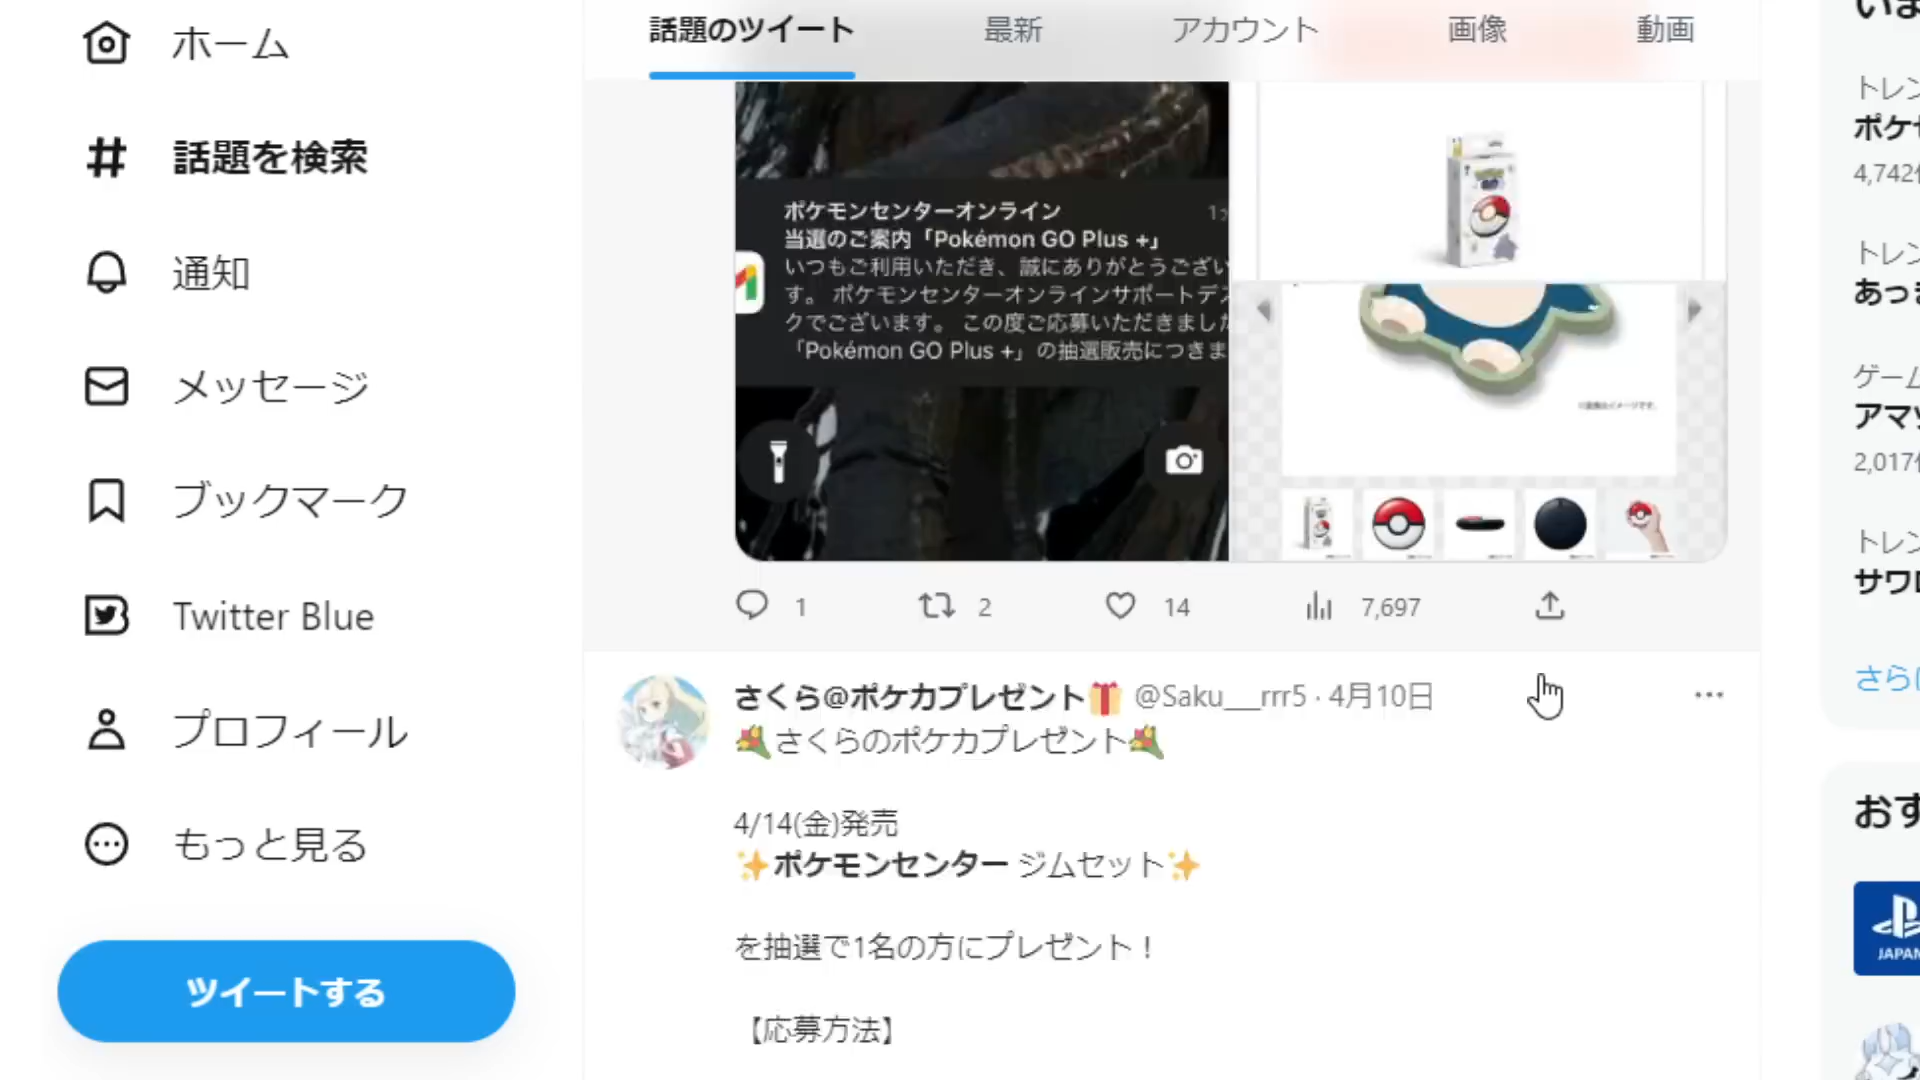 ホーム
話題を検索
通知
メッセージ
ブックマーク
Twitter Blue
プロフィール
もっと見る
ツイートする
話題のツイート 最新 アカウント 画像 動画
ポケモンセンターオンライン
当選のご案内「Pokémon GO Plus +」
いつもご利用いただき、誠にありがとうござい
す。 ポケモンセンターオンラインサポートデス
クでございます。 この度ご応募いただきました
「Pokémon GO Plus +」の抽選販売につきま
1 2 14 7,697
さくら@ポケカプレゼント🎁 @Saku___rrr5 · 4月10日
💐さくらのポケカプレゼント💐
4/14(金)発売
✨ポケモンセンター ジムセット✨
を抽選で1名の方にプレゼント！
【応募方法】
いま
トレン
ポケ
4,742
トレン
あっ
ゲーム
アマ
2,017
トレン
サワ
さら
おす
JAPAN